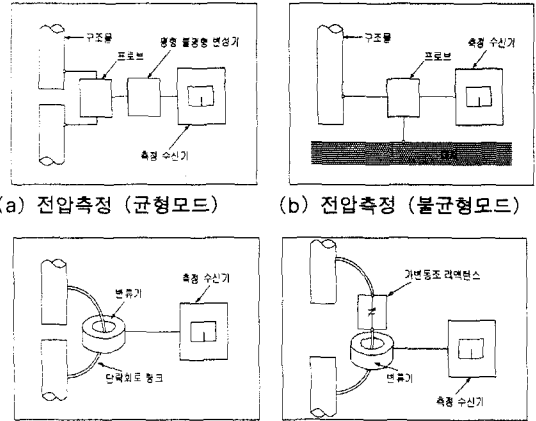 구조물
프로브
평형 불평형 변성기
측정 수신기
(a) 전압측정 (균형모드)
구조물
프로브
측정 수신기
(b) 전압측정 (불균형모드)
변류기
측정 수신기
단락회로 링크
가변동조 리액턴스
변류기
측정 수신기